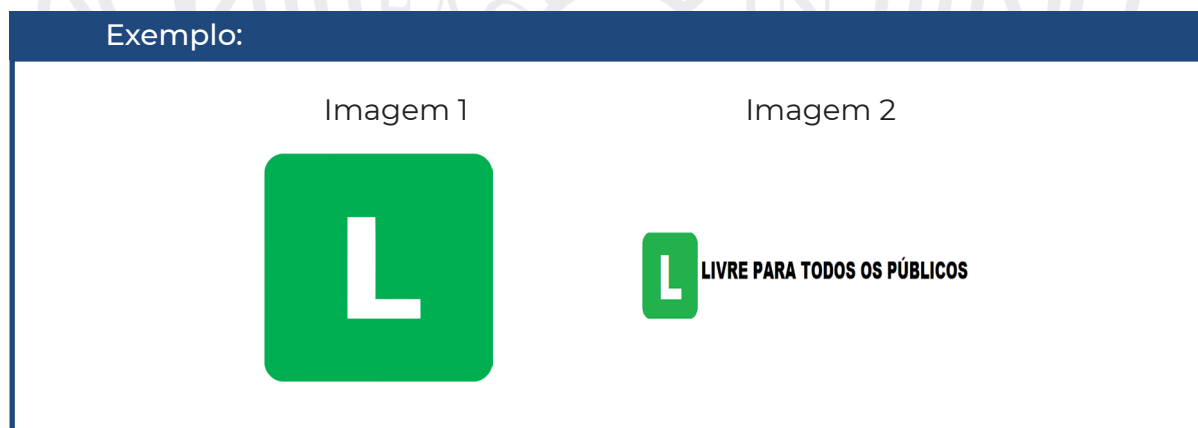 Exemplo:
Imagem 1
Imagem 2
L
L LIVRE PARA TODOS OS PÚBLICOS